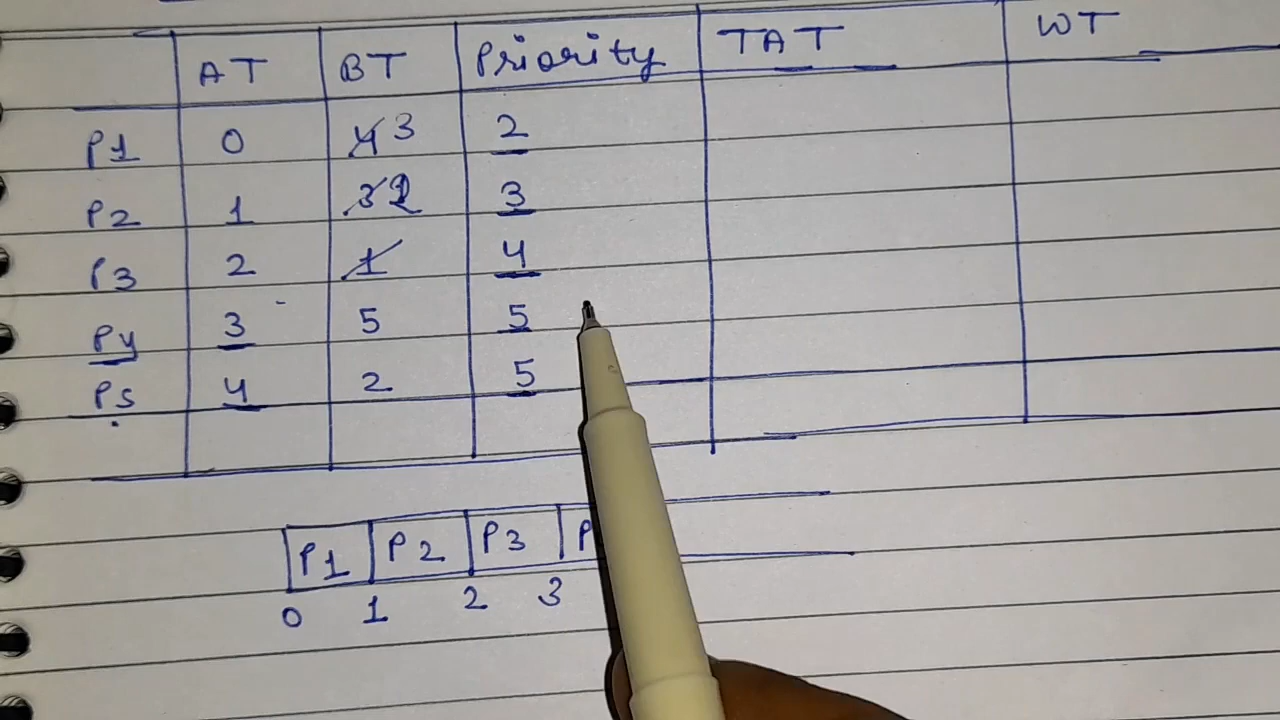 AT BT Priority TAT WT
P1 0 4 3 2
P2 1 3 2 3
P3 2 1 4
P4 3 5 5
P5 4 2 5
P1 P2 P3 P
0 1 2 3